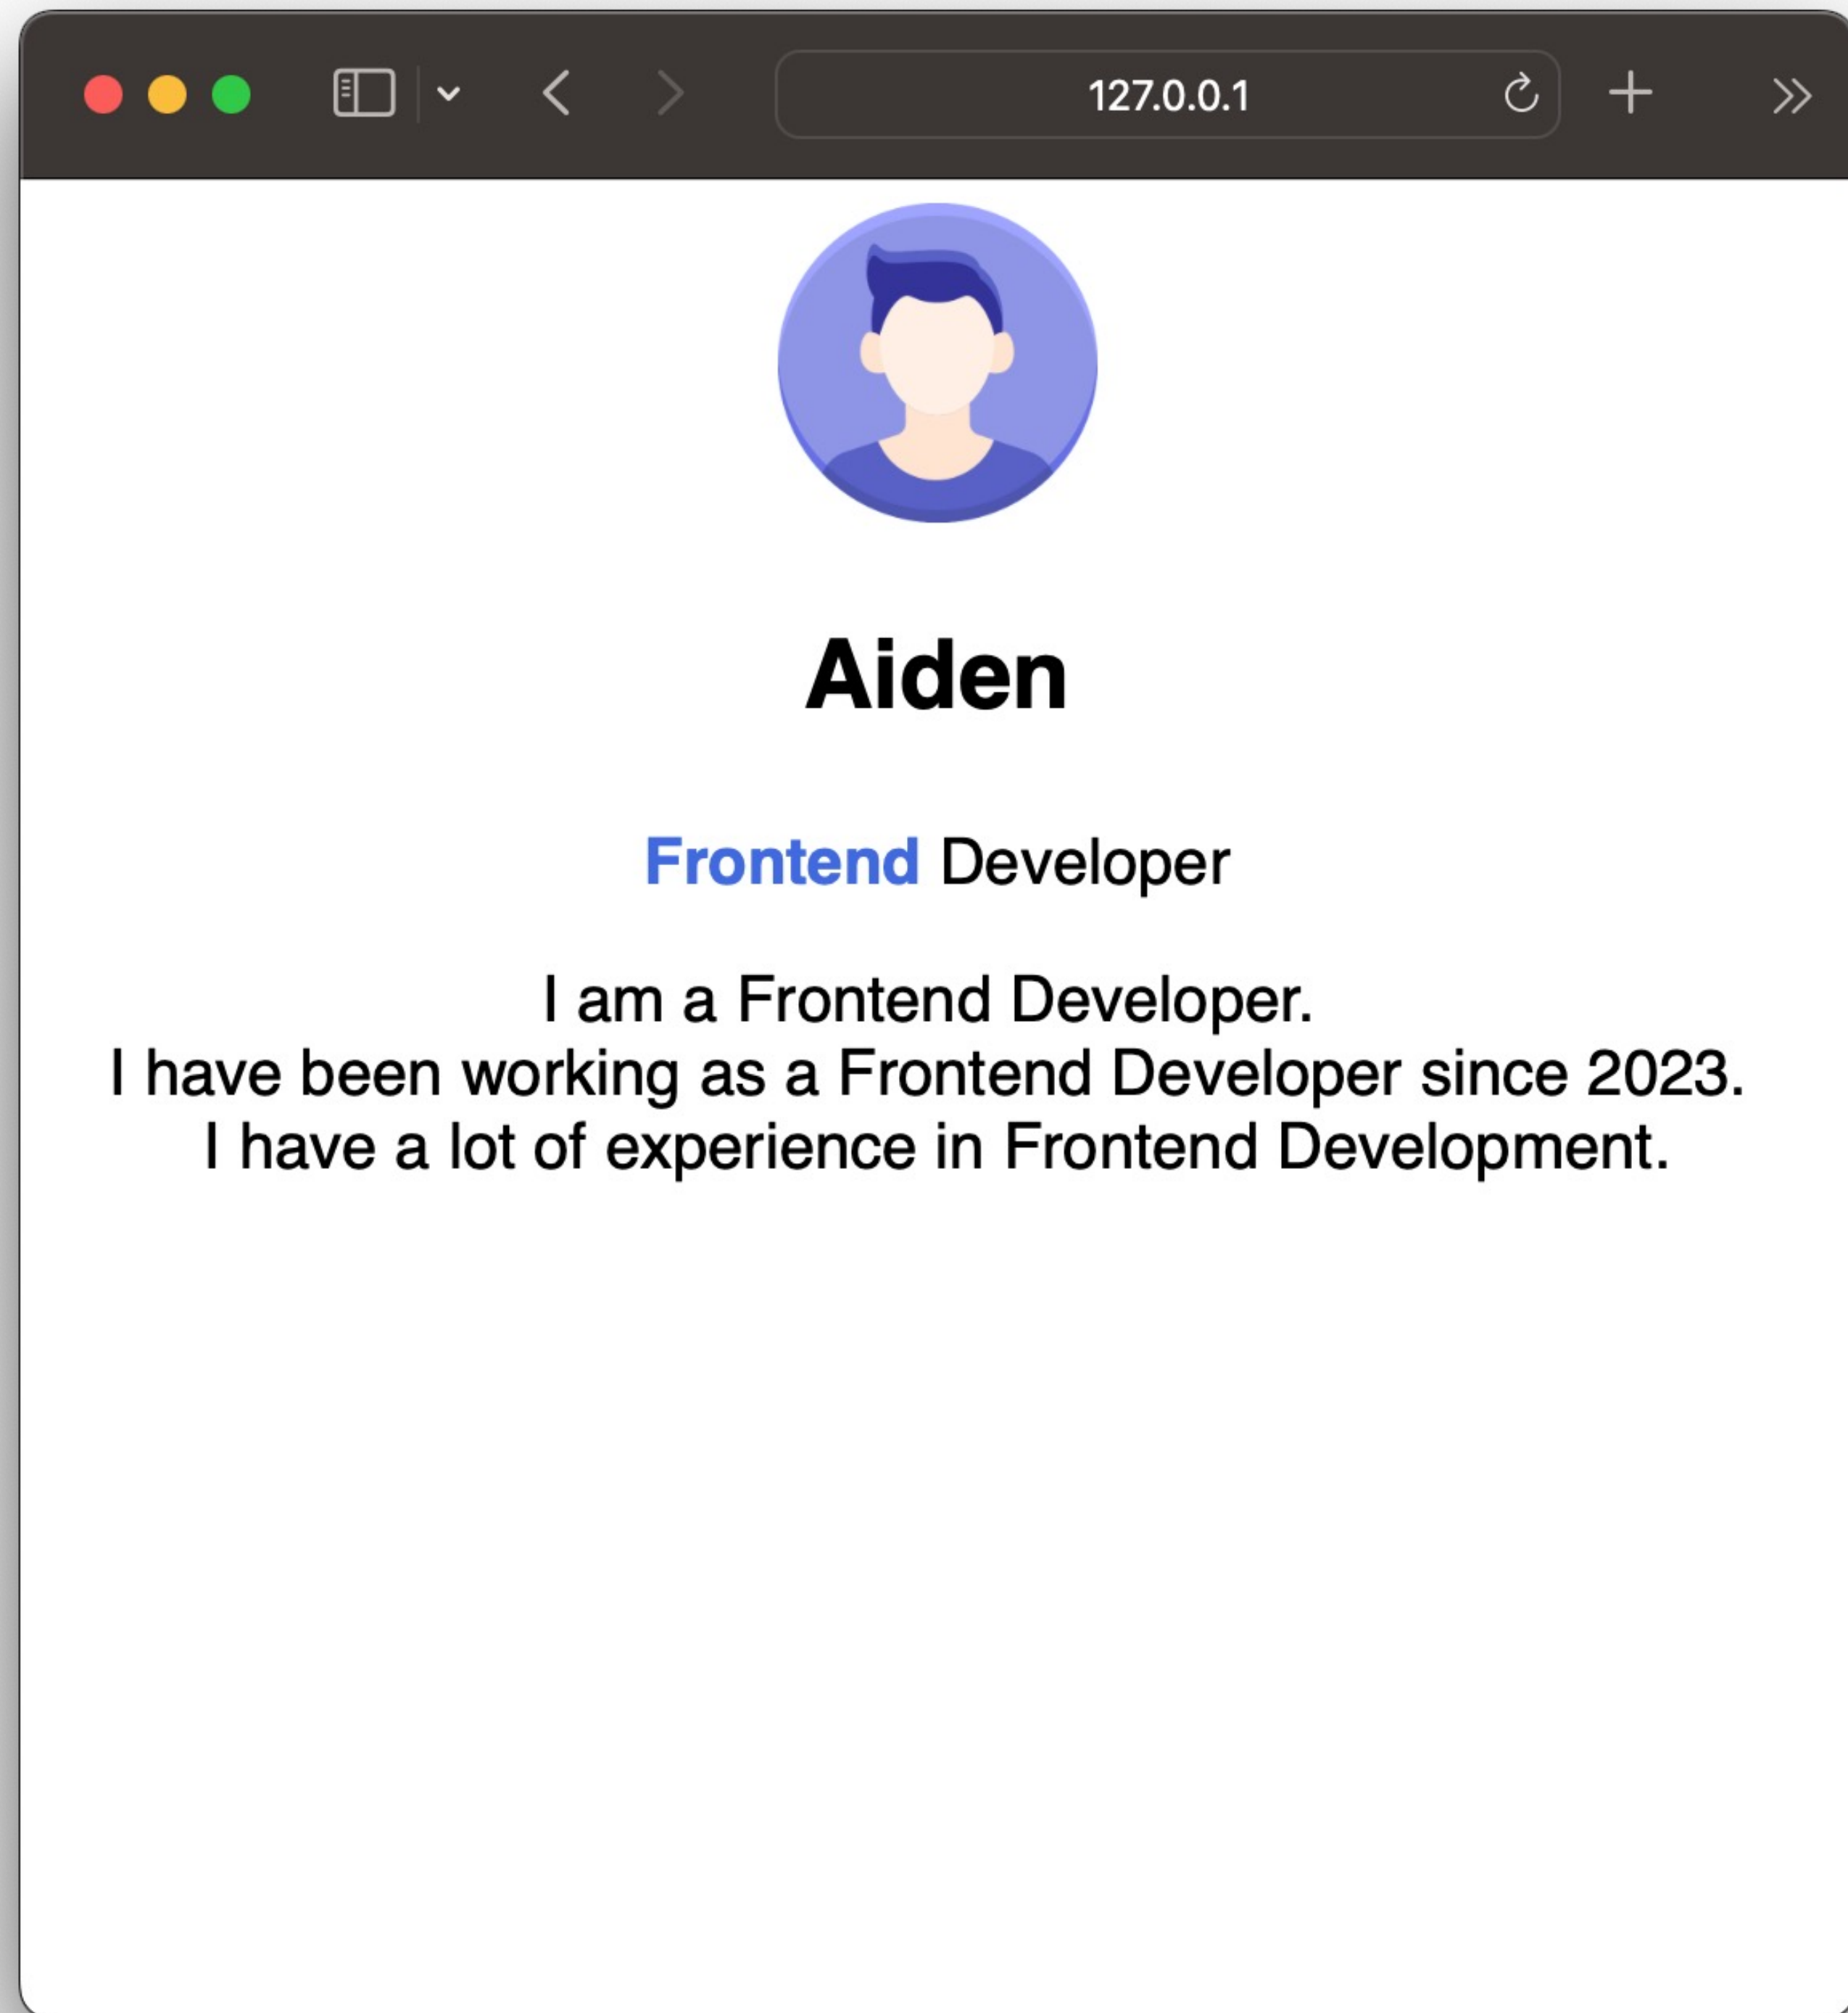 127.0.0.1
Aiden
Frontend Developer
I am a Frontend Developer.
I have been working as a Frontend Developer since 2023.
I have a lot of experience in Frontend Development.